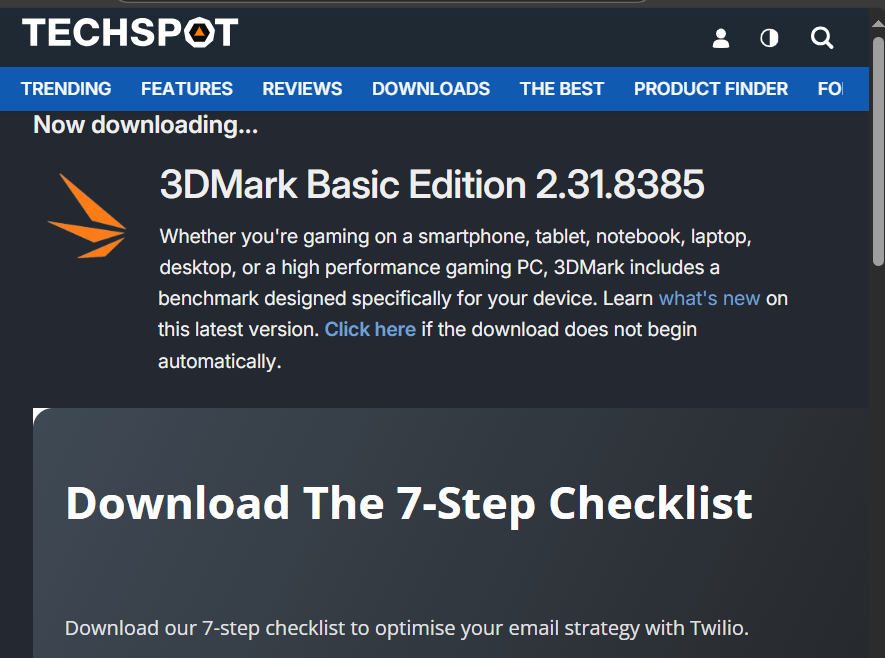 TECHSPOT
TRENDING FEATURES REVIEWS DOWNLOADS THE BEST PRODUCT FINDER
Now downloading...
3DMark Basic Edition 2.31.8385
Whether you're gaming on a smartphone, tablet, notebook, laptop,
desktop, or a high performance gaming PC, 3DMark includes a
benchmark designed specifically for your device. Learn what's new on
this latest version. Click here if the download does not begin
automatically.
Download The 7-Step Checklist
Download our 7-step checklist to optimise your email strategy with Twilio.